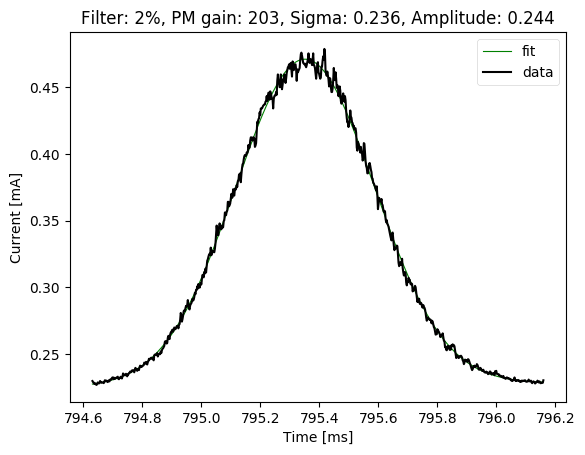 Filter: 2%, PM gain: 203, Sigma: 0.236, Amplitude: 0.244
fit
data
Current [mA]
0.45
0.40
0.35
0.30
0.25
794.6 794.8 795.0 795.2 795.4 795.6 795.8 796.0 796.2
Time [ms]